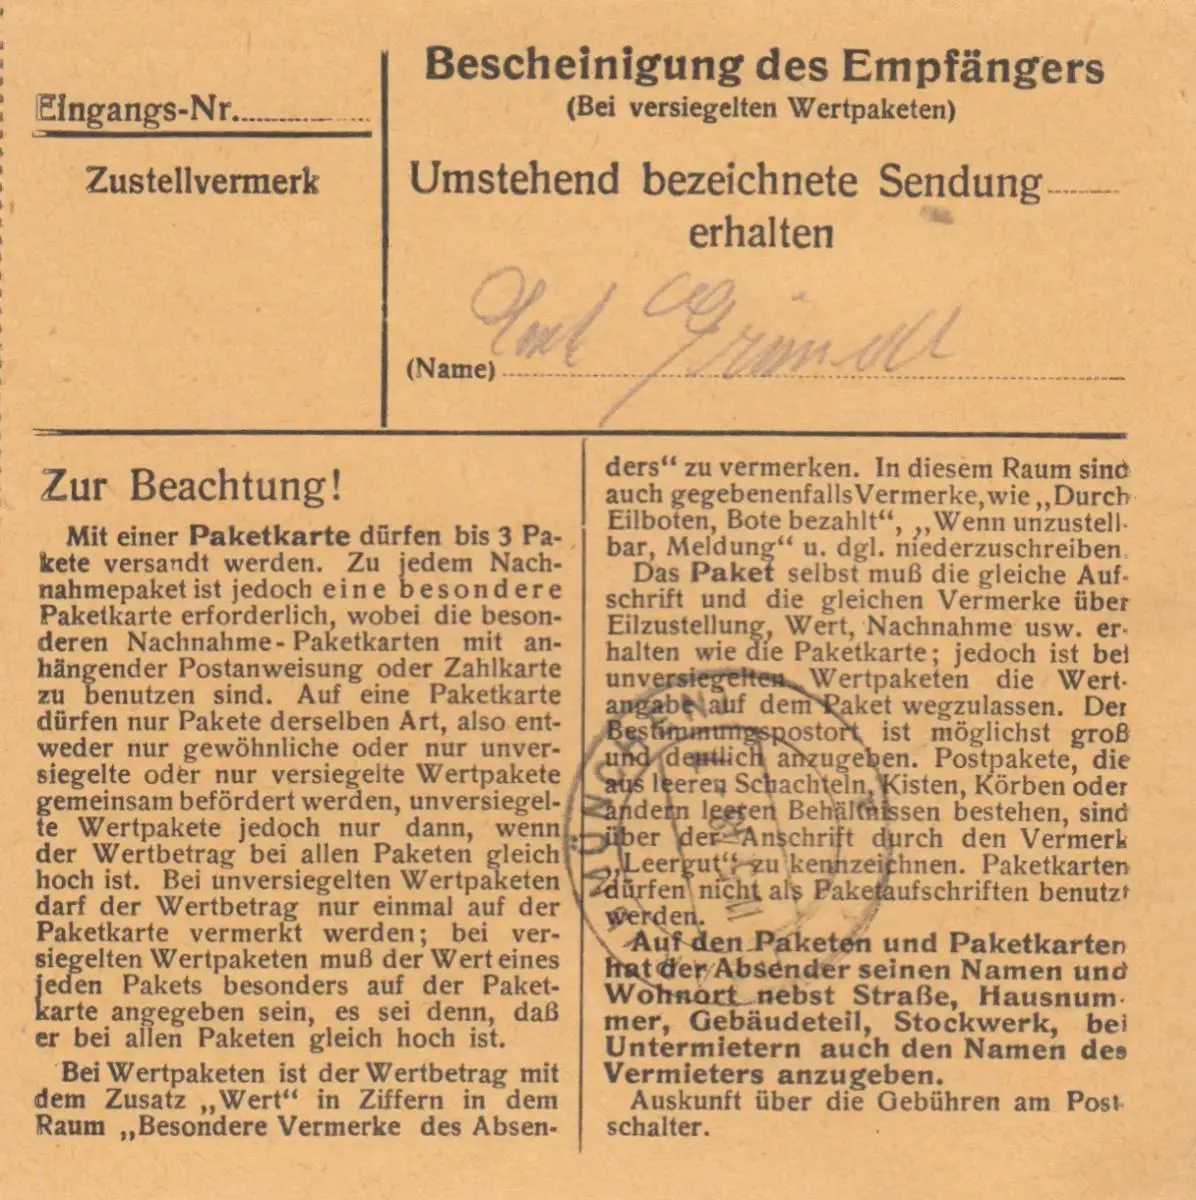 Eingangs-Nr.
Zustellvermerk
Bescheinigung des Empfängers
(Bei versiegelten Wertpaketen)
Umstehend bezeichnete Sendung
erhalten
(Name)
Zur Beachtung!
Mit einer Paketkarte dürfen bis 3 Pa-
kete versandt werden. Zu jedem Nach-
nahmepaket ist jedoch eine besondere
Paketkarte erforderlich, wobei die beson-
deren Nachnahme-Paketkarten mit an-
hängender Postanweisung oder Zahlkarte
zu benutzen sind. Auf eine Paketkarte
dürfen nur Pakete derselben Art, also ent-
weder nur gewöhnliche oder nur unver-
siegelte oder nur versiegelte Wertpakete
gemeinsam befördert werden, unversiegel-
te Wertpakete jedoch nur dann, wenn
der Wertbetrag bei allen Paketen gleich
hoch ist. Bei unversiegelten Wertpaketen
darf der Wertbetrag nur einmal auf der
Paketkarte vermerkt werden; bei ver-
siegelten Wertpaketen muß der Wert eines
jeden Pakets besonders auf der Paket-
karte angegeben sein, es sei denn, daß
er bei allen Paketen gleich hoch ist.
Bei Wertpaketen ist der Wertbetrag mit
dem Zusatz „Wert“ in Ziffern in dem
Raum „Besondere Vermerke des Absen-
ders“ zu vermerken. In diesem Raum sind
auch gegebenenfalls Vermerke, wie „Durch
Eilboten, Bote bezahlt“, „Wenn unzustell-
bar, Meldung“ u. dgl. niederzuschreiben.
Das Paket selbst muß die gleiche Auf-
schrift und die gleichen Vermerke über
Eilzustellung, Wert, Nachnahme usw. er-
halten wie die Paketkarte; jedoch ist bei
unversiegelten Wertpaketen die Wert-
angabe auf dem Paket wegzulassen. Der
Bestimmungspostort ist möglichst groß
und deutlich anzugeben. Postpakete, die
aus leeren Schachteln, Kisten, Körben oder
andern leeren Behältnissen bestehen, sind
über der Anschrift durch den Vermerk
„Leergut“ zu kennzeichnen. Paketkarten
dürfen nicht als Paketaufschriften benutzt
werden.
Auf den Paketen und Paketkarten
hat der Absender seinen Namen und
Wohnort nebst Straße, Hausnum-
mer, Gebäudeteil, Stockwerk, bei
Untermietern auch den Namen des
Vermieters anzugeben.
Auskunft über die Gebühren am Post-
schalter.
MÜNCHEN